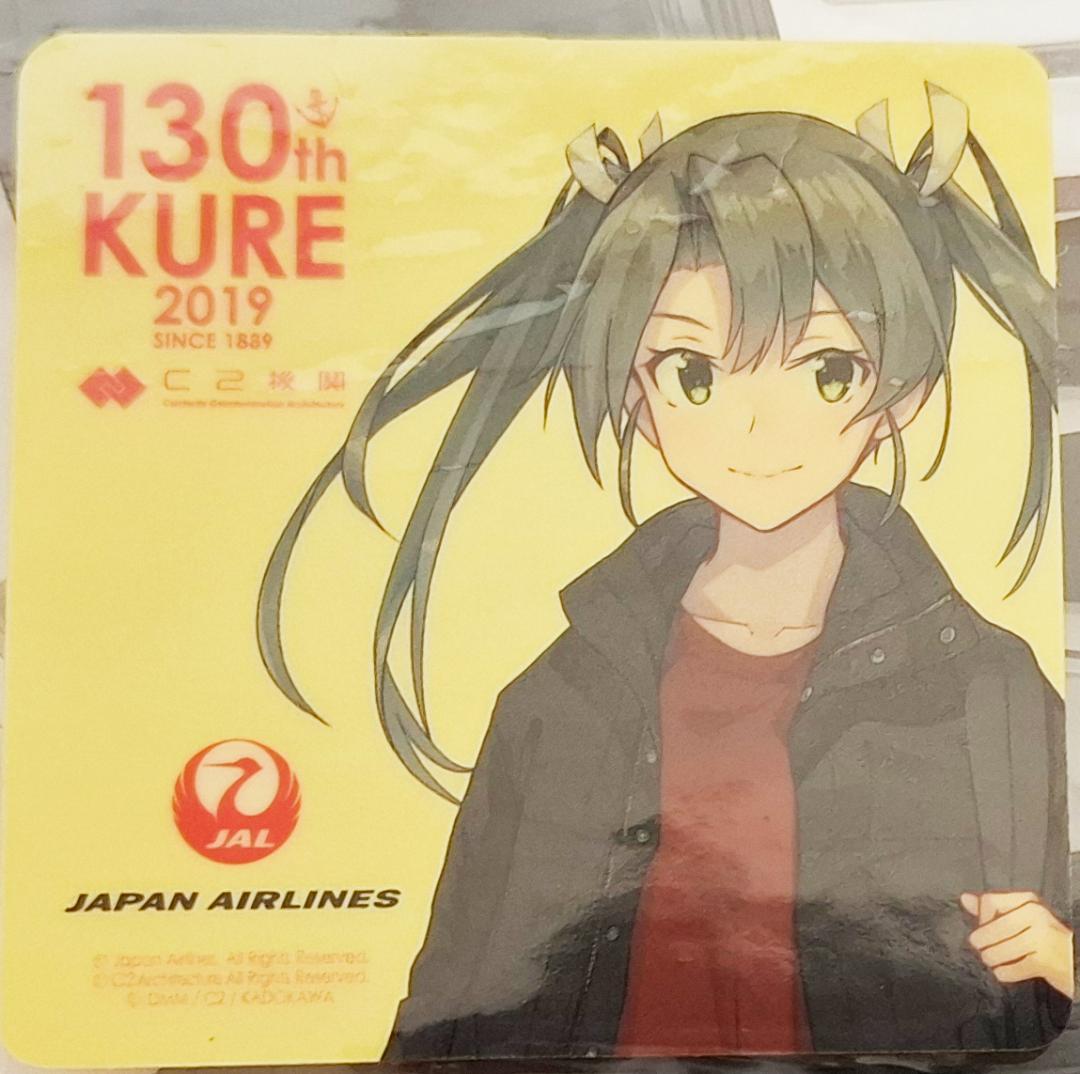 130th
KURE
2019
SINCE 1889
C2機関
JAL
JAPAN AIRLINES
© Japan Airlines. All Rights Reserved.
© C2Architecture All Rights Reserved.
© DMM / C2 / KADOKAWA